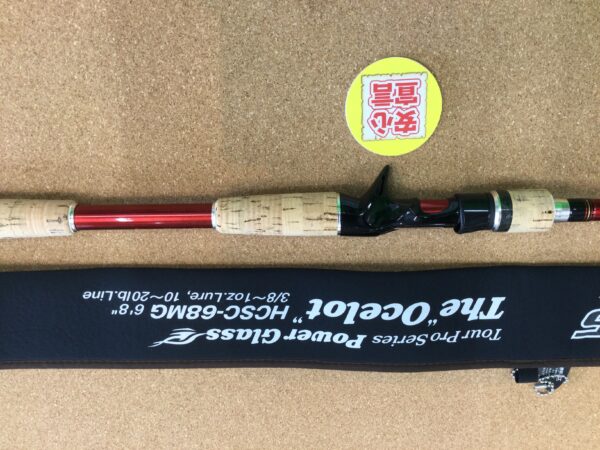 安心
宣言
Tour Pro Series Power Glass
The "Ocelot"
HCSC-68MG 6'8"
3/8~1oz.Lure, 10~20lb.Line